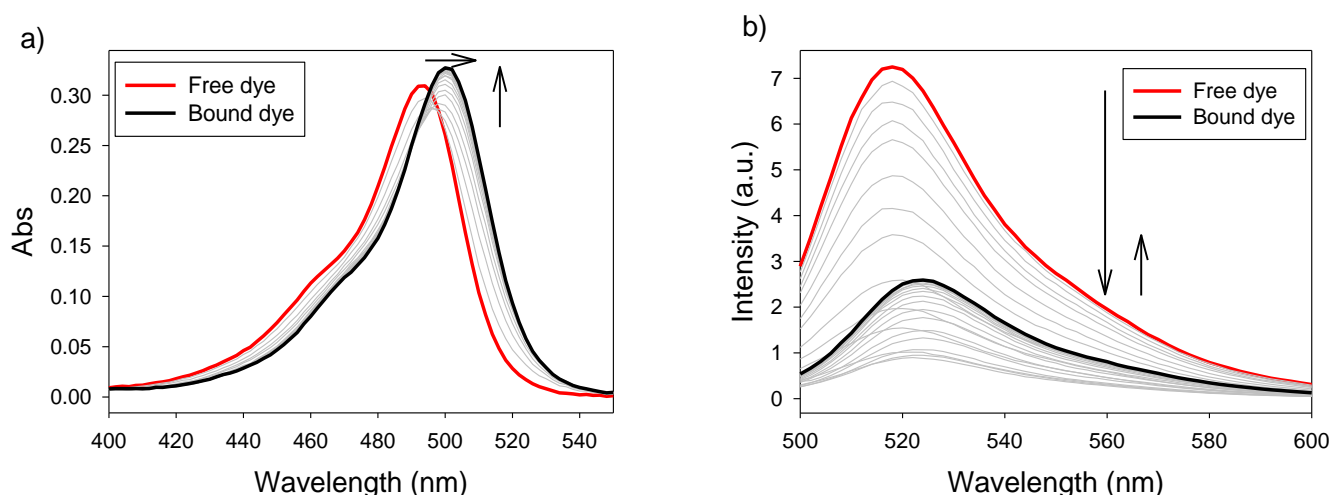 a)
Free dye
Bound dye
Abs
0.30
0.25
0.20
0.15
0.10
0.05
0.00
400 420 440 460 480 500 520 540
Wavelength (nm)
b)
Free dye
Bound dye
Intensity (a.u.)
7
6
5
4
3
2
1
0
500 520 540 560 580 600
Wavelength (nm)